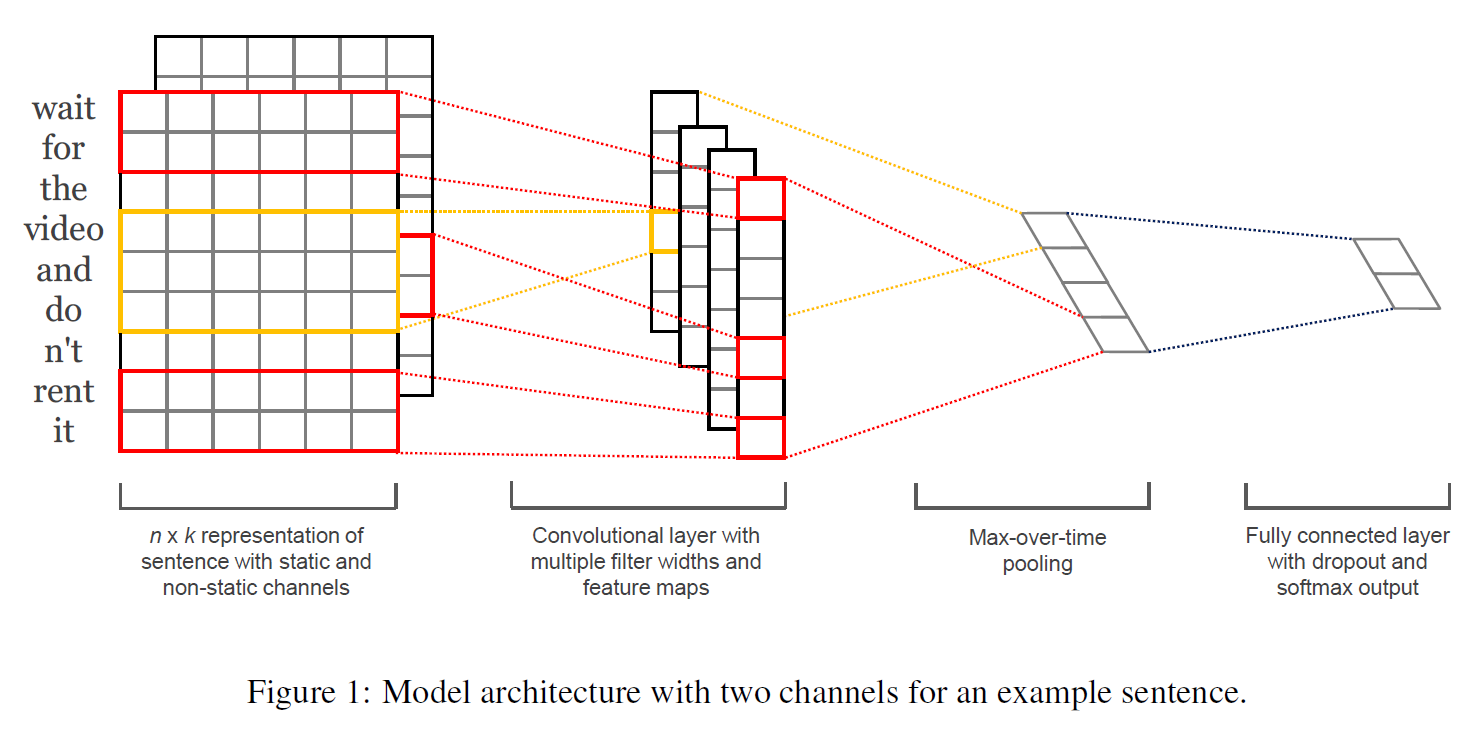 wait
for
the
video
and
do
n't
rent
it
n x k representation of
sentence with static and
non-static channels
Convolutional layer with
multiple filter widths and
feature maps
Max-over-time
pooling
Fully connected layer
with dropout and
softmax output
Figure 1: Model architecture with two channels for an example sentence.